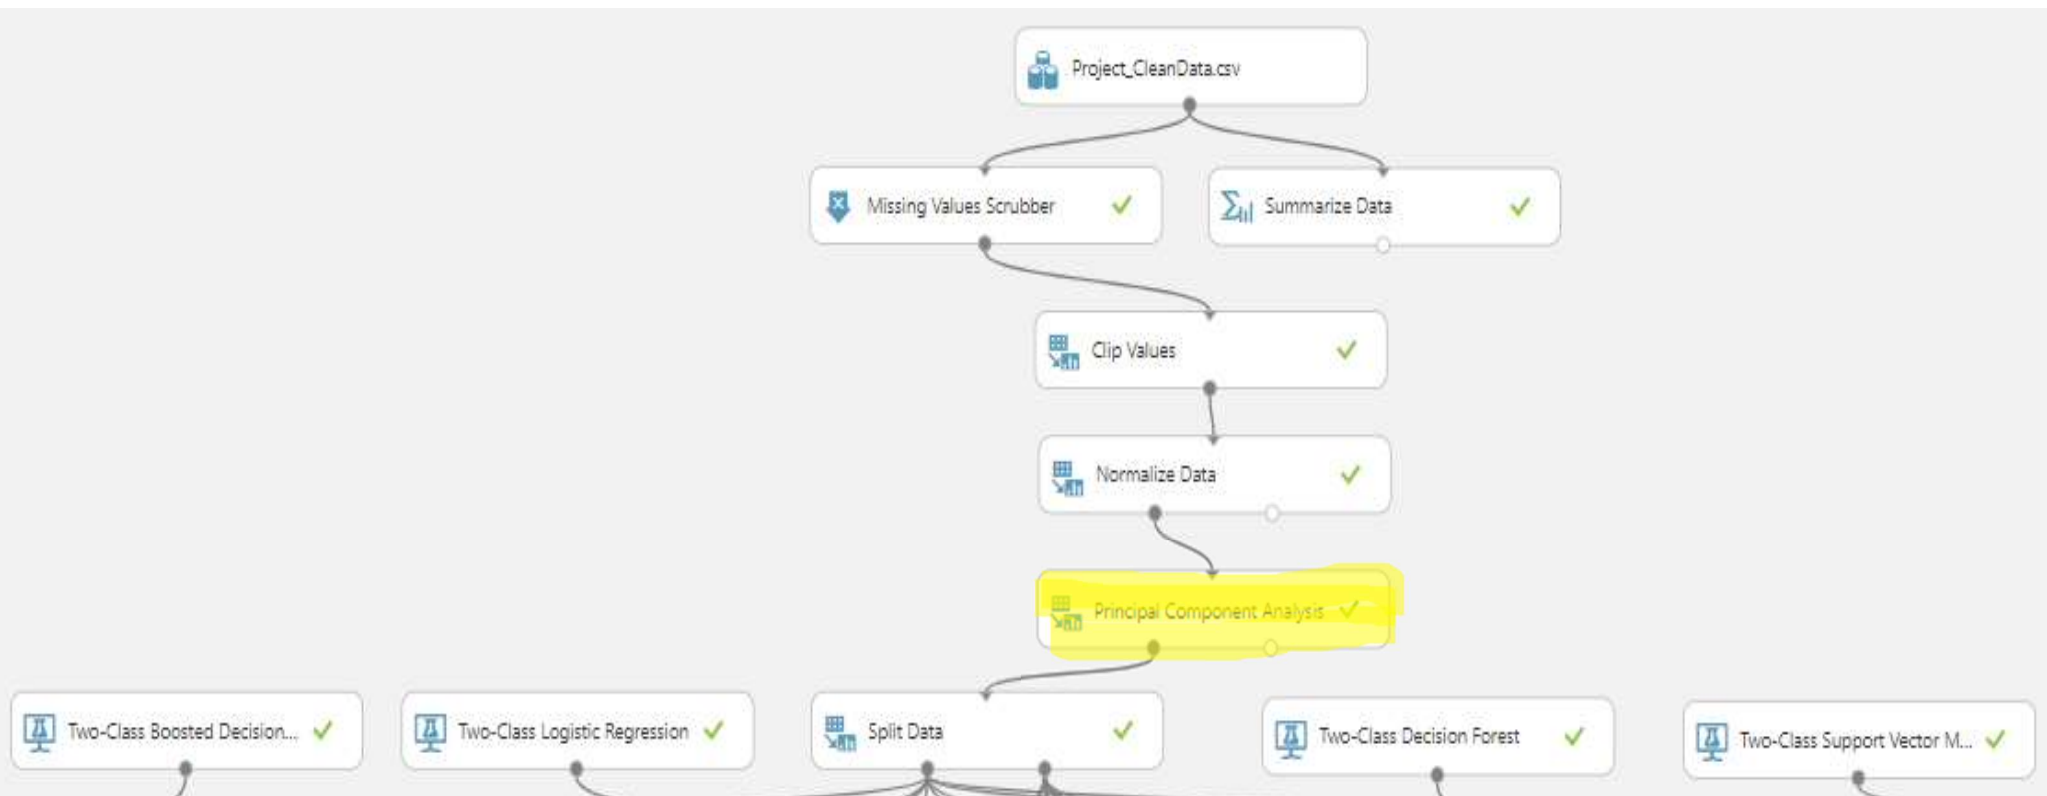 Project_CleanData.csv
Missing Values Scrubber
Summarize Data
Clip Values
Normalize Data
Principal Component Analysis
Two-Class Boosted Decision...
Two-Class Logistic Regression
Split Data
Two-Class Decision Forest
Two-Class Support Vector M...